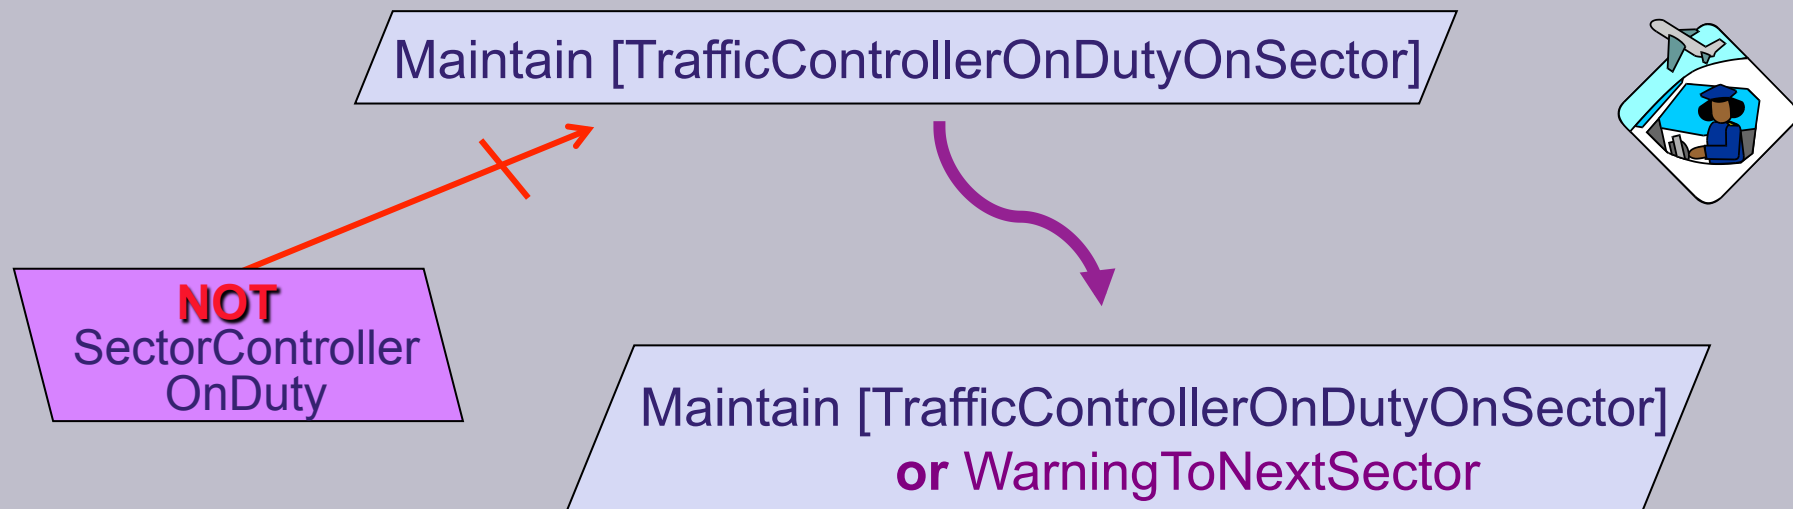 Maintain [TrafficControllerOnDutyOnSector]
NOT
SectorController
OnDuty
Maintain [TrafficControllerOnDutyOnSector]
or WarningToNextSector